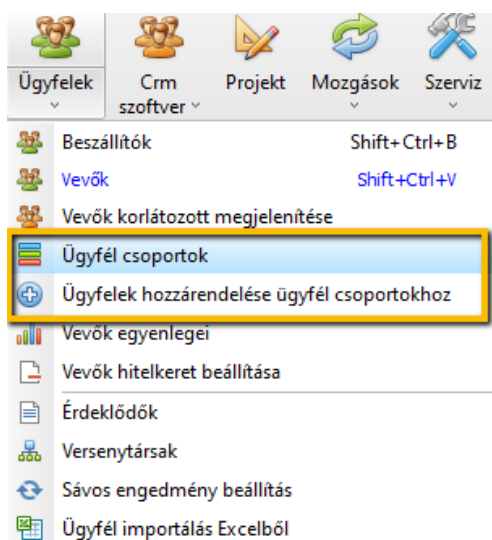 Ügyfelek
Crm
szoftver
Projekt
Mozgások
Szerviz
Beszállítók Shift+Ctrl+B
Vevők Shift+Ctrl+V
Vevők korlátozott megjelenítése
Ügyfél csoportok
Ügyfelek hozzárendelése ügyfél csoportokhoz
Vevők egyenlegei
Vevők hitelkeret beállítása
Érdeklődők
Versenytársak
Sávos engedmény beállítás
Ügyfél importálás Excelből